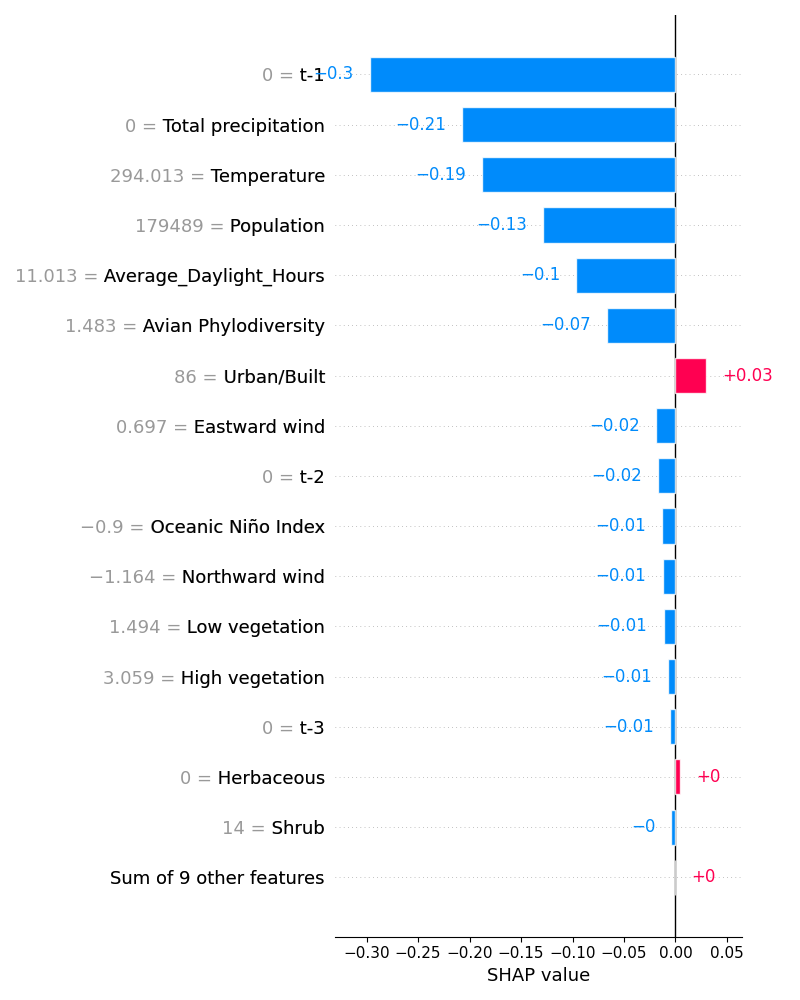 0 = t-1 −0.3
0 = Total precipitation −0.21
294.013 = Temperature −0.19
179489 = Population −0.13
11.013 = Average_Daylight_Hours −0.1
1.483 = Avian Phylodiversity −0.07
86 = Urban/Built +0.03
0.697 = Eastward wind −0.02
0 = t-2 −0.02
−0.9 = Oceanic Niño Index −0.01
−1.164 = Northward wind −0.01
1.494 = Low vegetation −0.01
3.059 = High vegetation −0.01
0 = t-3 −0.01
0 = Herbaceous +0
14 = Shrub −0
Sum of 9 other features +0
−0.30 −0.25 −0.20 −0.15 −0.10 −0.05 0.00 0.05
SHAP value